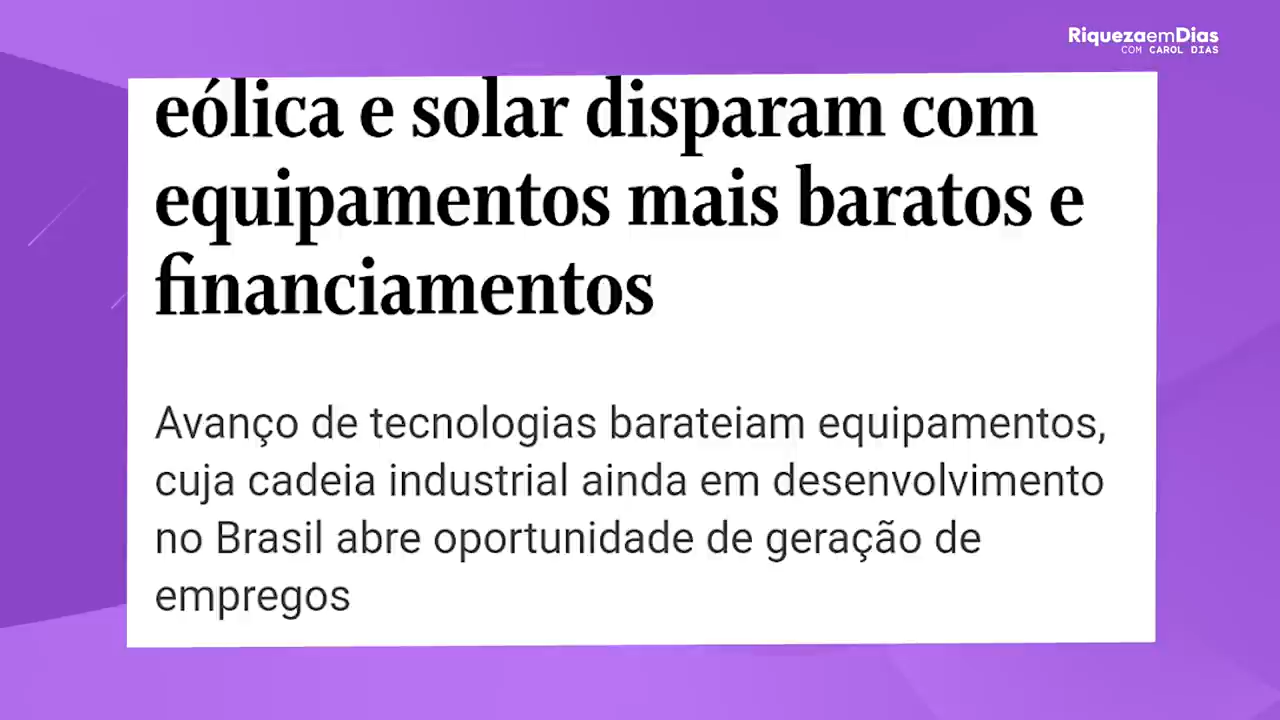 RiquezaemDias
COM CAROL DIAS
eólica e solar disparam com
equipamentos mais baratos e
financiamentos
Avanço de tecnologias barateiam equipamentos,
cuja cadeia industrial ainda em desenvolvimento
no Brasil abre oportunidade de geração de
empregos